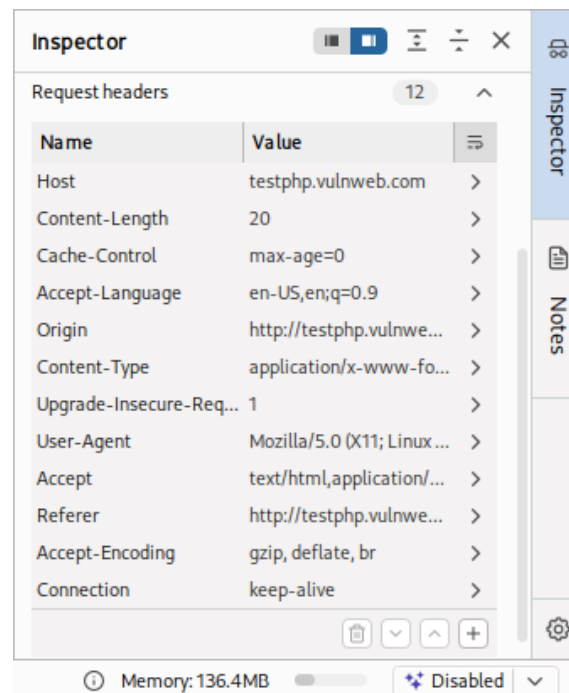 Inspector
Request headers 12
Name Value
Host testphp.vulnweb.com
Content-Length 20
Cache-Control max-age=0
Accept-Language en-US,en;q=0.9
Origin http://testphp.vulnwe...
Content-Type application/x-www-fo...
Upgrade-Insecure-Req... 1
User-Agent Mozilla/5.0 (X11; Linux ...
Accept text/html,application/...
Referer http://testphp.vulnwe...
Accept-Encoding gzip, deflate, br
Connection keep-alive
Inspector
Notes
Memory: 136.4MB Disabled